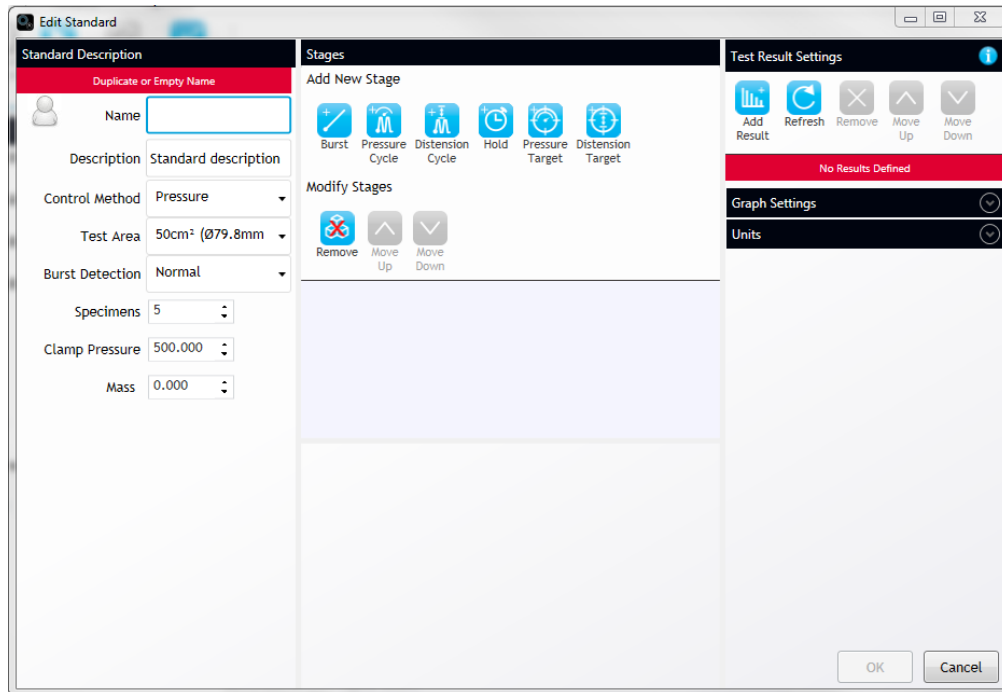 Edit Standard
Standard Description
Duplicate or Empty Name
Name
Description Standard description
Control Method Pressure
Test Area 50cm² (Ø79.8mm
Burst Detection Normal
Specimens 5
Clamp Pressure 500.000
Mass 0.000
Stages
Add New Stage
Burst Pressure Cycle Distension Cycle Hold Pressure Target Distension Target
Modify Stages
Remove Move Up Move Down
Test Result Settings
Add Result Refresh Remove Move Up Move Down
No Results Defined
Graph Settings
Units
OK Cancel